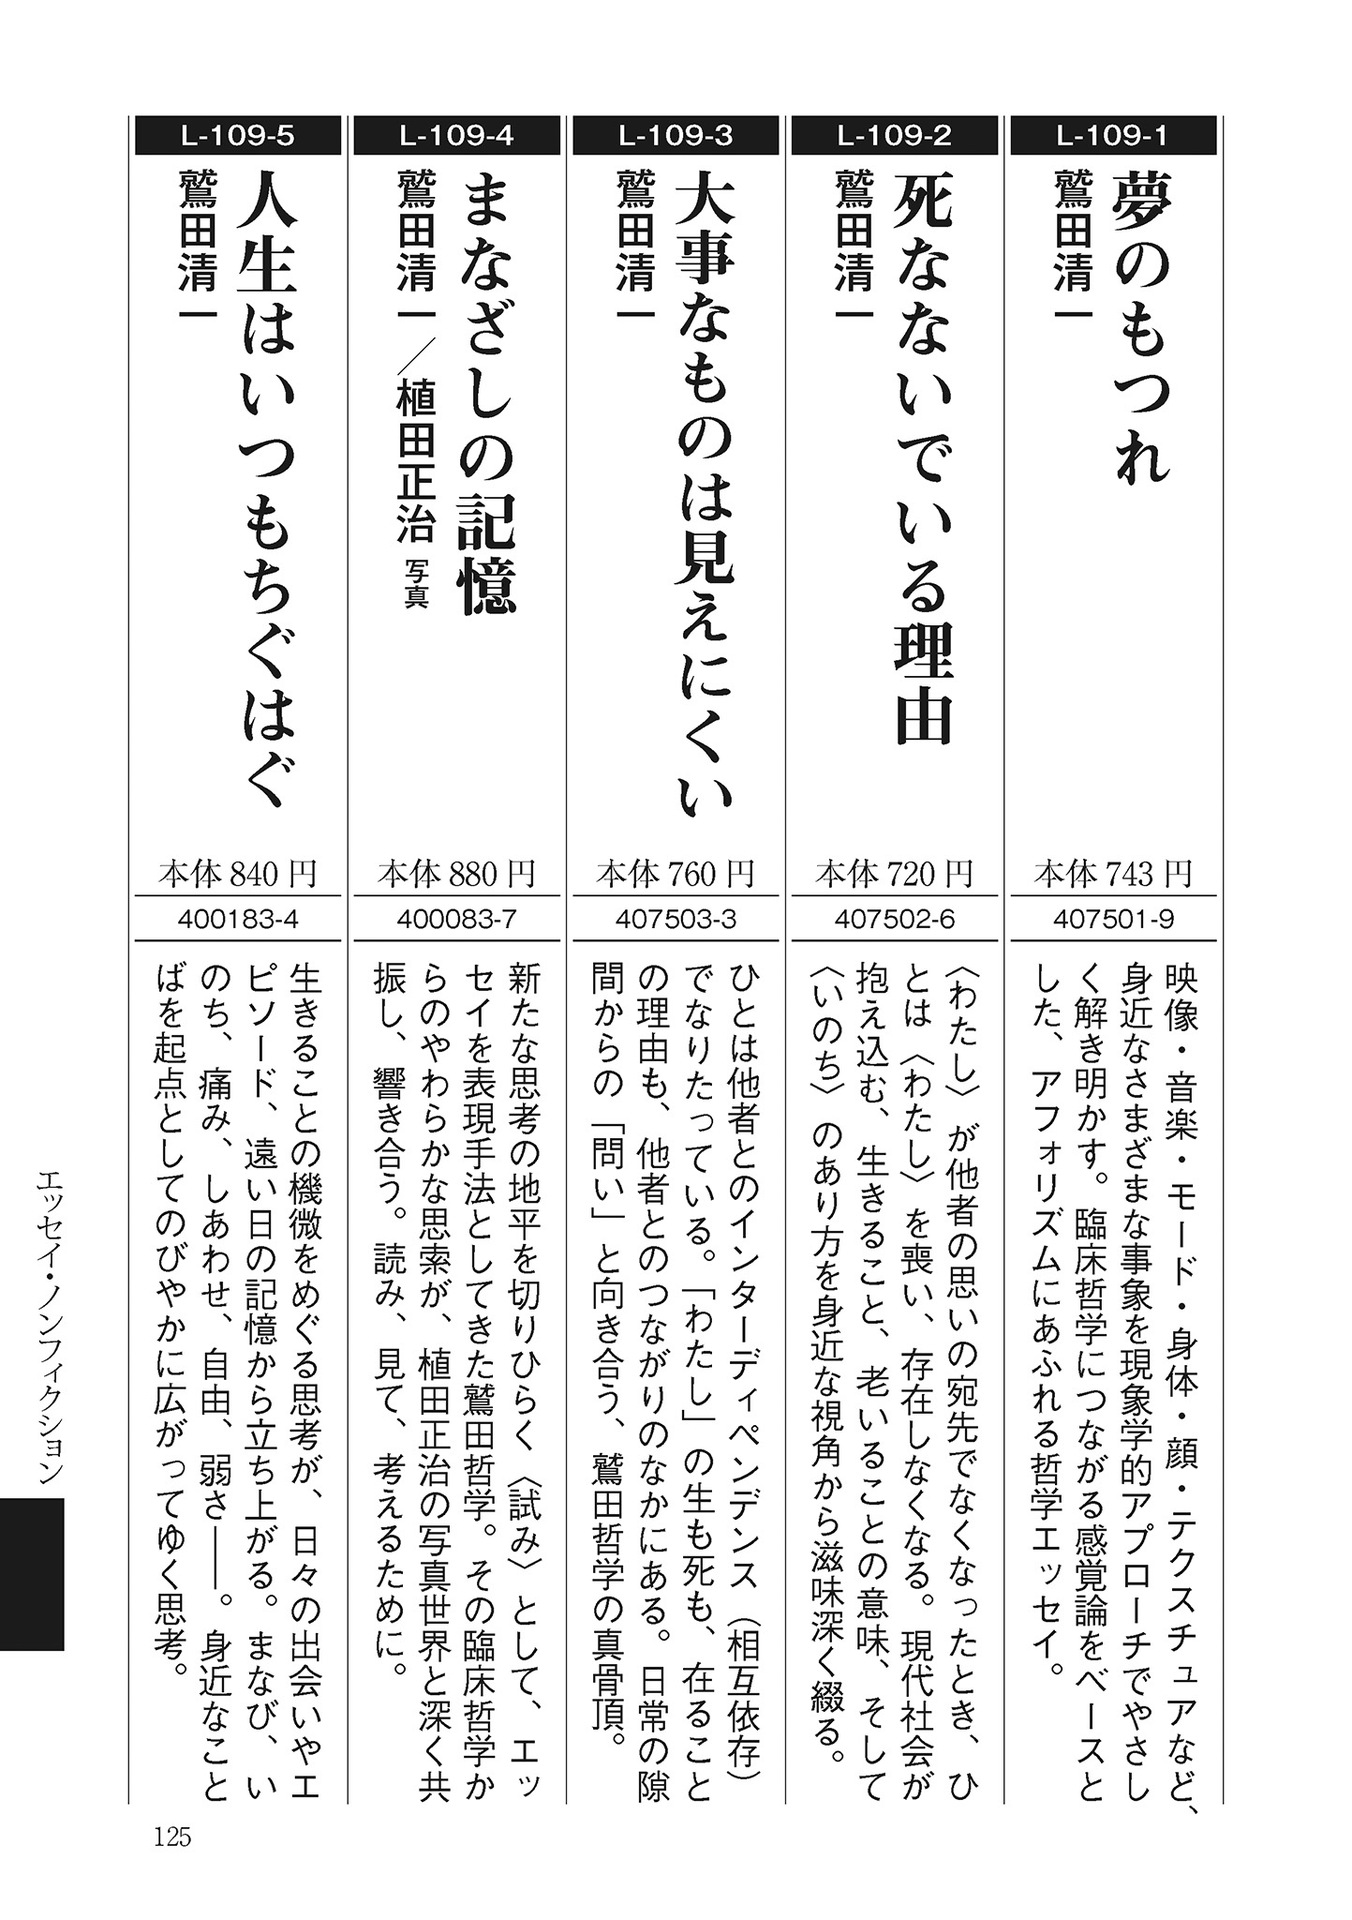 L-109-1
夢のもつれ
鷲田清一
本体 743 円
407501-9
映像・音楽・モード・身体・顔・テクスチュアなど、
身近なさまざまな事象を現象学的アプローチでやさし
く解き明かす。臨床哲学につながる感覚論をベースと
した、アフォリズムにあふれる哲学エッセイ。
L-109-2
死なないでいる理由
鷲田清一
本体 720 円
407502-6
〈わたし〉が他者の思いの宛先でなくなったとき、ひ
とは〈わたし〉を喪い、存在しなくなる。現代社会が
抱え込む、生きること、老いることの意味、そして
〈いのち〉のあり方を身近な視角から滋味深く綴る。
L-109-3
大事なものは見えにくい
鷲田清一
本体 760 円
407503-3
ひとは他者とのインターディペンデンス（相互依存）
でなりたっている。「わたし」の生も死も、在ること
の理由も、他者とのつながりのなかにある。日常の隙
間からの「問い」と向き合う、鷲田哲学の真骨頂。
L-109-4
まなざしの記憶
鷲田清一／植田正治 写真
本体 880 円
400083-7
新たな思考の地平を切りひらく〈試み〉として、エッ
セイを表現手法としてきた鷲田哲学。その臨床哲学か
らのやわらかな思索が、植田正治の写真世界と深く共
振し、響き合う。読み、見て、考えるために。
L-109-5
人生はいつもちぐはぐ
鷲田清一
本体 840 円
400183-4
生きることの機微をめぐる思考が、日々の出会いやエ
ピソード、遠い日の記憶から立ち上がる。まなび、い
のち、痛み、しあわせ、自由、弱さ――。身近なこと
ばを起点としてのびやかに広がってゆく思考。
エッセイ・ノンフィクション
125